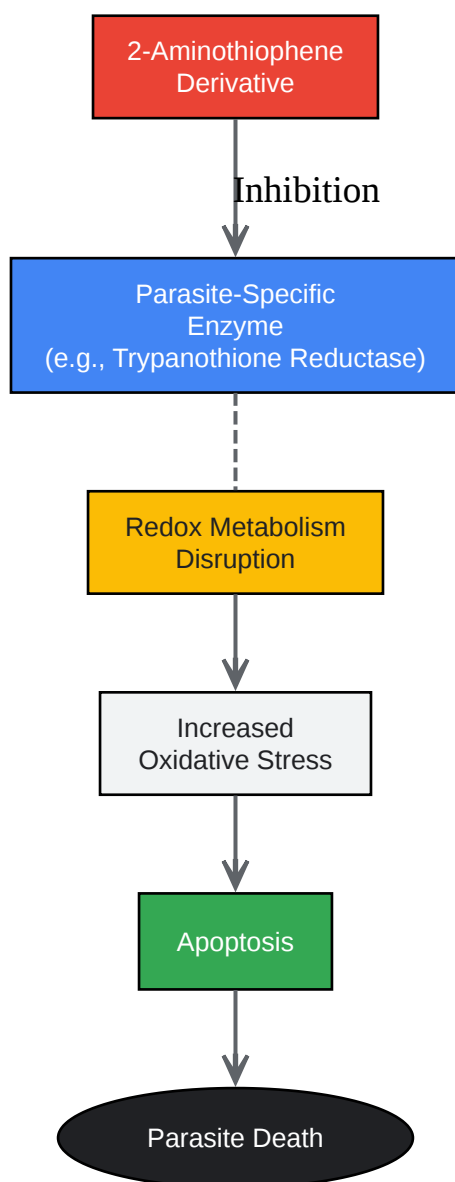 2-Aminothiophene
Derivative
Inhibition
Parasite-Specific
Enzyme
(e.g., Trypanothione Reductase)
Redox Metabolism
Disruption
Increased
Oxidative Stress
Apoptosis
Parasite Death